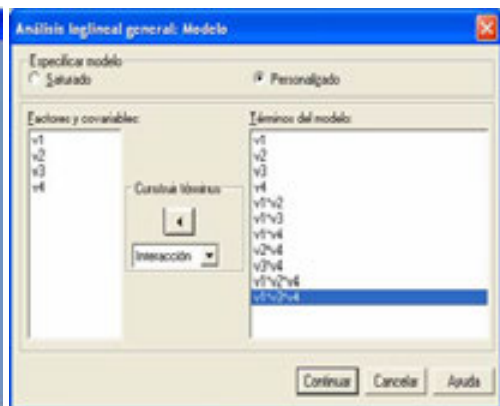 Análisis loglineal general: Modelo
Especificar modelo
Saturado
Personalizado
Factores y covariables:
v1
v2
v3
v4
Construir términos
Interacción
Términos del modelo:
v1
v2
v3
v4
v1*v2
v1*v3
v1*v4
v2*v4
v3*v4
v1*v2*v4
v1*v3*v4
Continuar
Cancelar
Ayuda